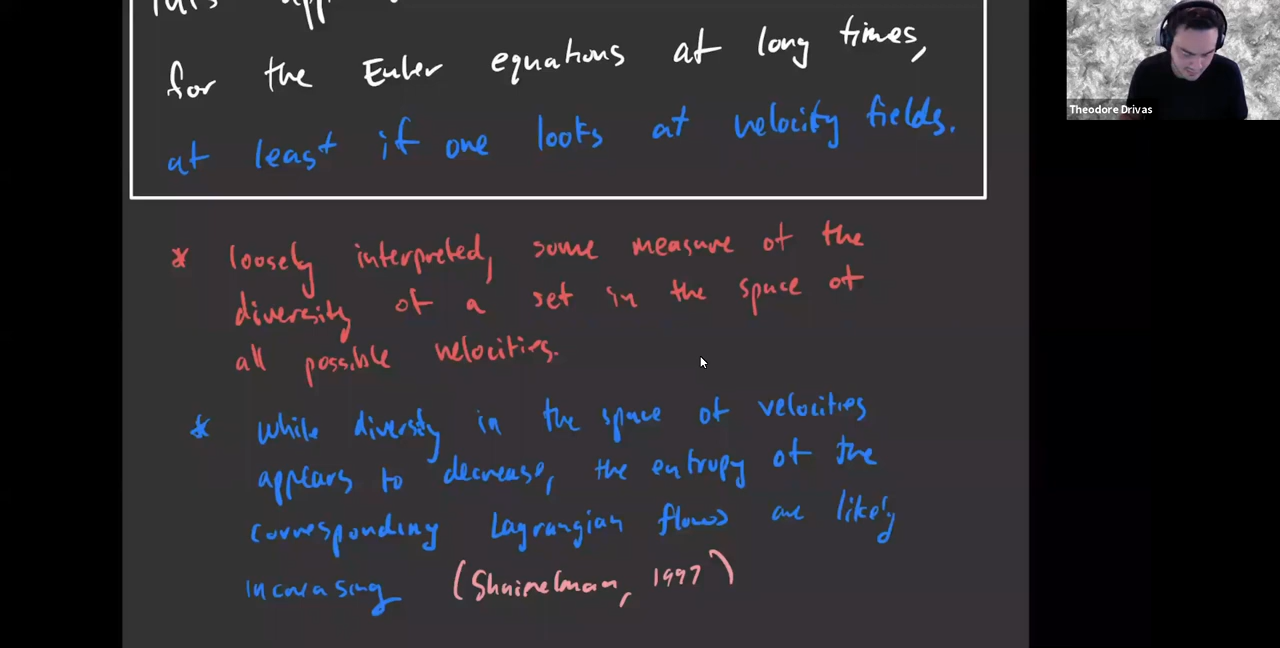 for the Euler equations at long times,
at least if one looks at velocity fields.
* loosely interpreted, some measure of the
diversity of a set in the space of
all possible velocities.
* while diversity in the space of velocities
appears to decrease, the entropy of the
corresponding Lagrangian flows are likely
increasing (Shnirelman, 1997)
Theodore Drivas